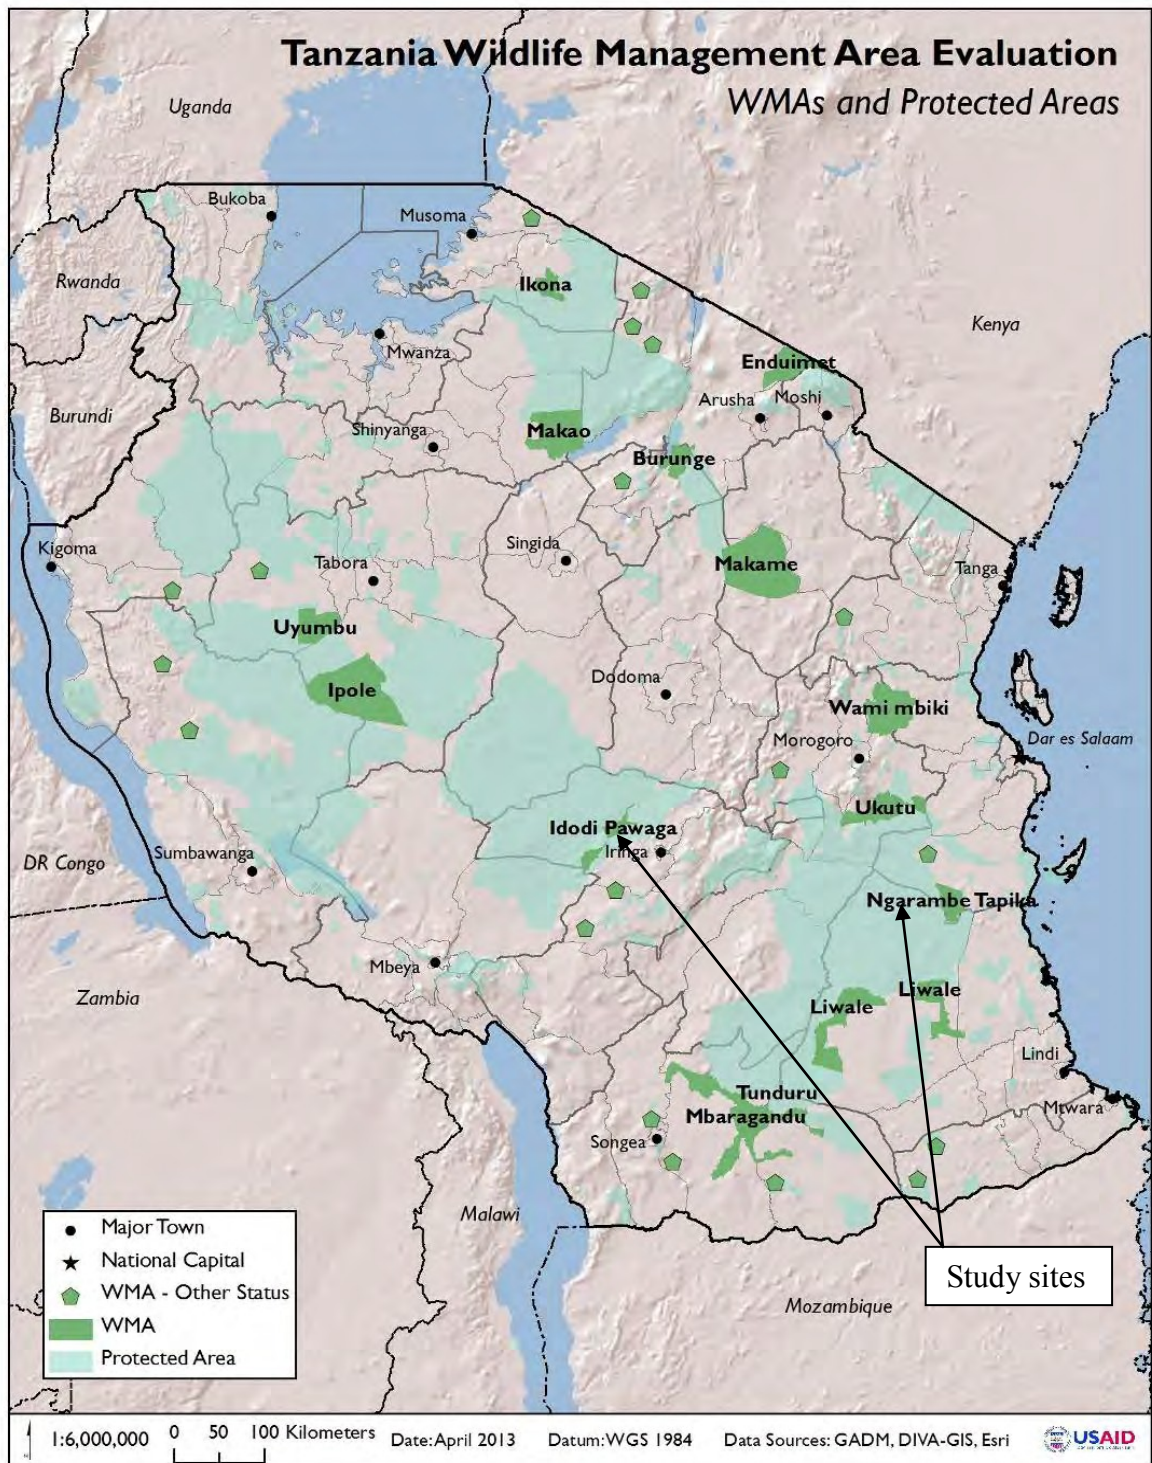 Tanzania Wildlife Management Area Evaluation
WMAs and Protected Areas
Uganda
Bukoba
Musoma
Rwanda
Ikona
Kenya
Mwanza
Enduimet
Burundi
Arusha
Moshi
Shinyanga
Makao
Burunge
Kigoma
Singida
Tabora
Makame
Tanga
Uyumbu
Ipole
Dodoma
Wami mbiki
Morogoro
Dar es Salaam
Ukutu
Idodi Pawaga
Iringa
DR Congo
Sumbawanga
Ngarambe Tapika
Mbeya
Zambia
Liwale
Liwale
Lindi
Tunduru
Mbaragandu
Mtwara
Songea
Malawi
Study sites
Mozambique
Major Town
National Capital
WMA - Other Status
WMA
Protected Area
1:6,000,000
0 50 100 Kilometers
Date:April 2013
Datum:WGS 1984
Data Sources: GADM, DIVA-GIS, Esri
USAID